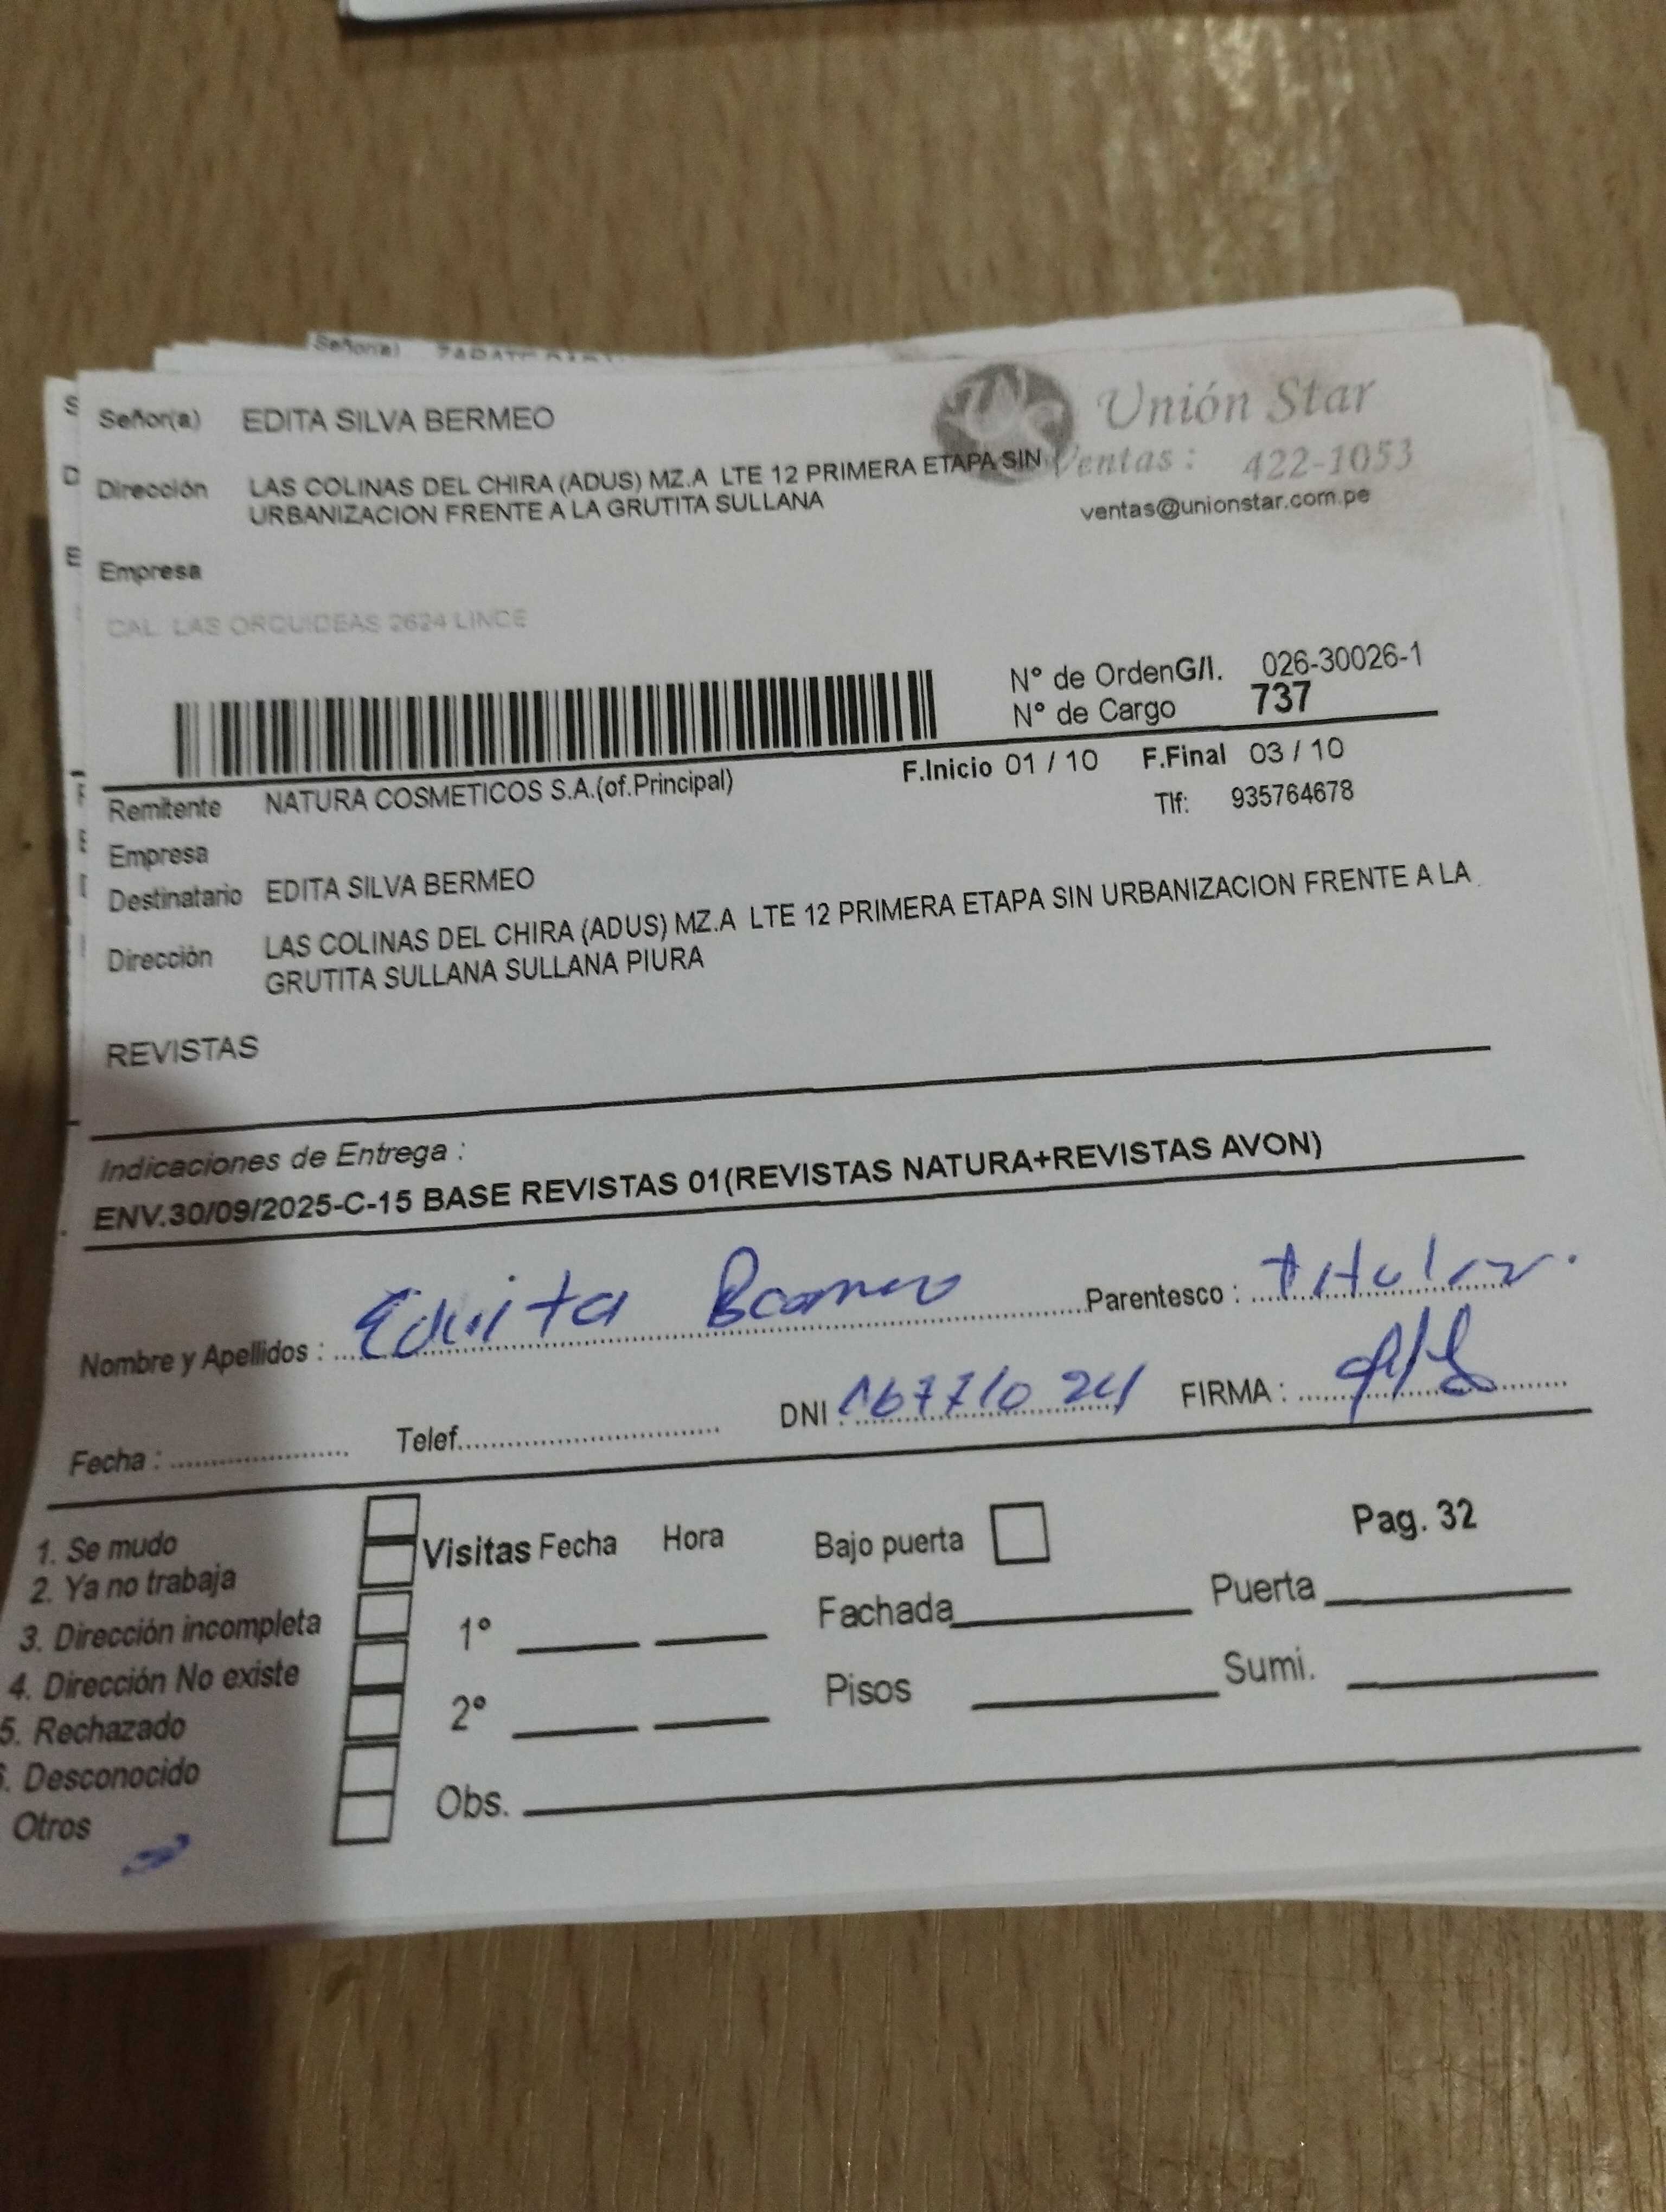 Señor(a)
Señor(a) EDITA SILVA BERMEO
Unión Star
Ventas : 422-1053
ventas@unionstar.com.pe
Dirección LAS COLINAS DEL CHIRA (ADUS) MZ.A LTE 12 PRIMERA ETAPA SIN
URBANIZACION FRENTE A LA GRUTITA SULLANA
Empresa
CAL. LAS ORQUIDEAS 2624 LINCE
N° de OrdenG/I. 026-30026-1
N° de Cargo 737
F.Inicio 01 / 10 F.Final 03 / 10
Remitente NATURA COSMETICOS S.A.(of.Principal)
Tlf: 935764678
Empresa
Destinatario EDITA SILVA BERMEO
Dirección LAS COLINAS DEL CHIRA (ADUS) MZ.A LTE 12 PRIMERA ETAPA SIN URBANIZACION FRENTE A LA
GRUTITA SULLANA SULLANA PIURA
REVISTAS
Indicaciones de Entrega :
ENV.30/09/2025-C-15 BASE REVISTAS 01(REVISTAS NATURA+REVISTAS AVON)
Nombre y Apellidos : Parentesco : titular.
Fecha : Telef. DNI : 16771024 FIRMA :
1. Se mudo
2. Ya no trabaja
3. Dirección incompleta
4. Dirección No existe
5. Rechazado
. Desconocido
Otros
Visitas Fecha Hora
1°
2°
Obs.
Bajo puerta
Pag. 32
Fachada Puerta
Pisos Sumi.